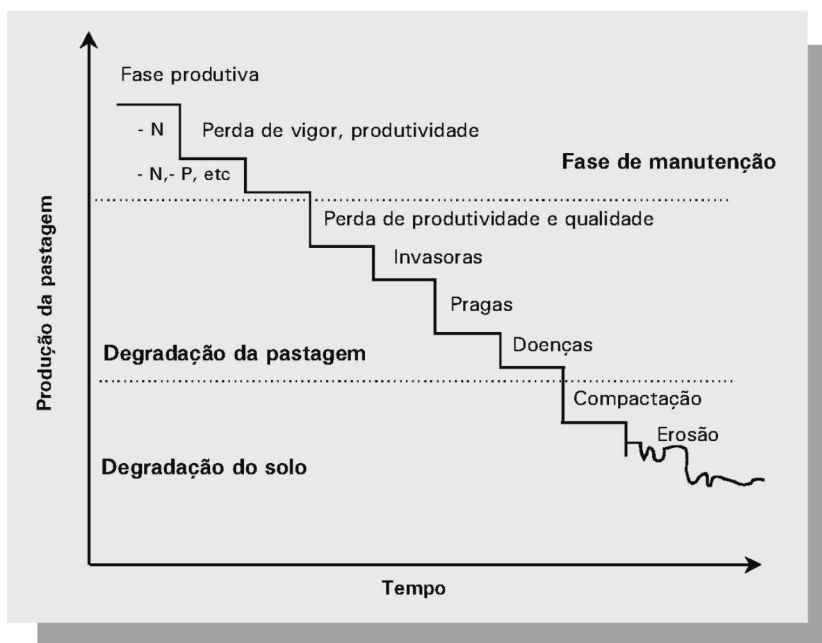 Fase produtiva
- N
Perda de vigor, produtividade
Fase de manutenção
- N,- P, etc
Perda de produtividade e qualidade
Invasoras
Pragas
Doenças
Degradação da pastagem
Compactação
Erosão
Degradação do solo
Produção da pastagem
Tempo